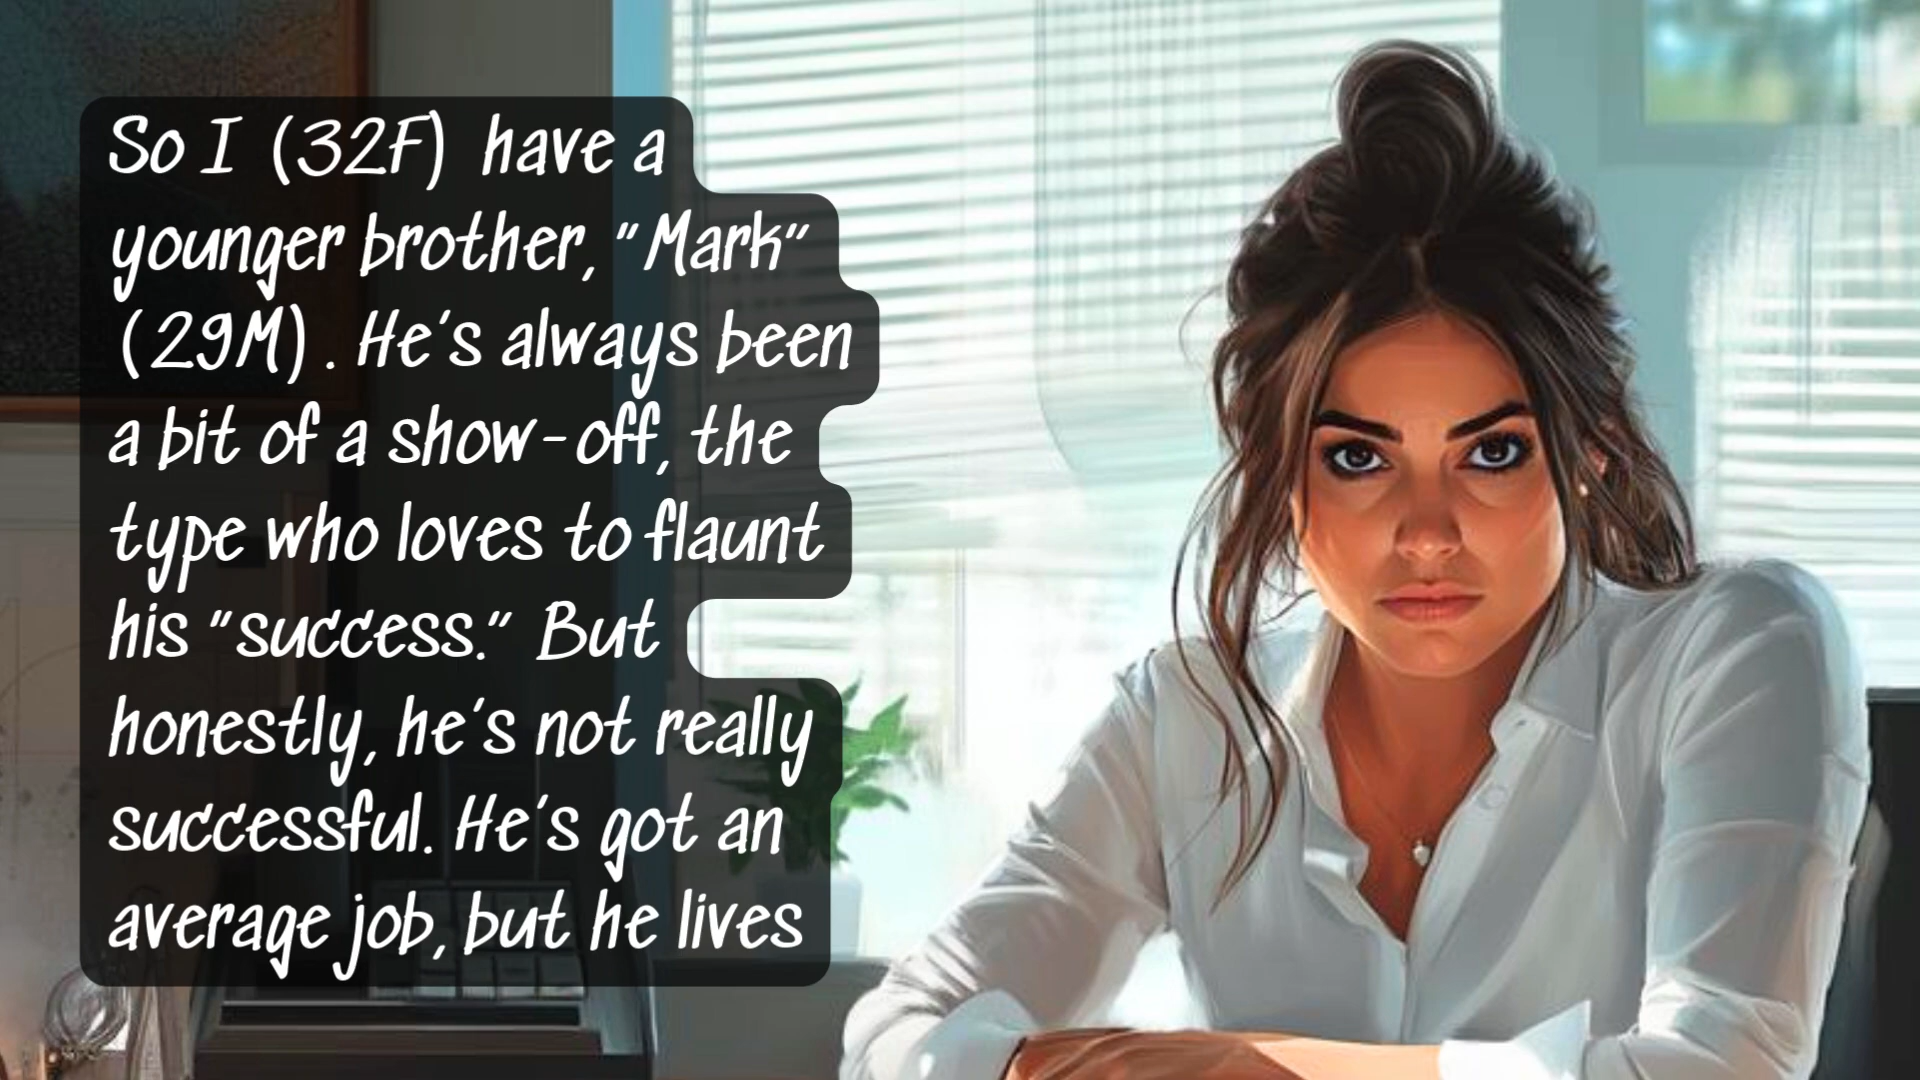 So I (32F) have a
younger brother, "Mark"
(29M). He's always been
a bit of a show-off, the
type who loves to flaunt
his "success." But
honestly, he's not really
successful. He's got an
average job, but he lives